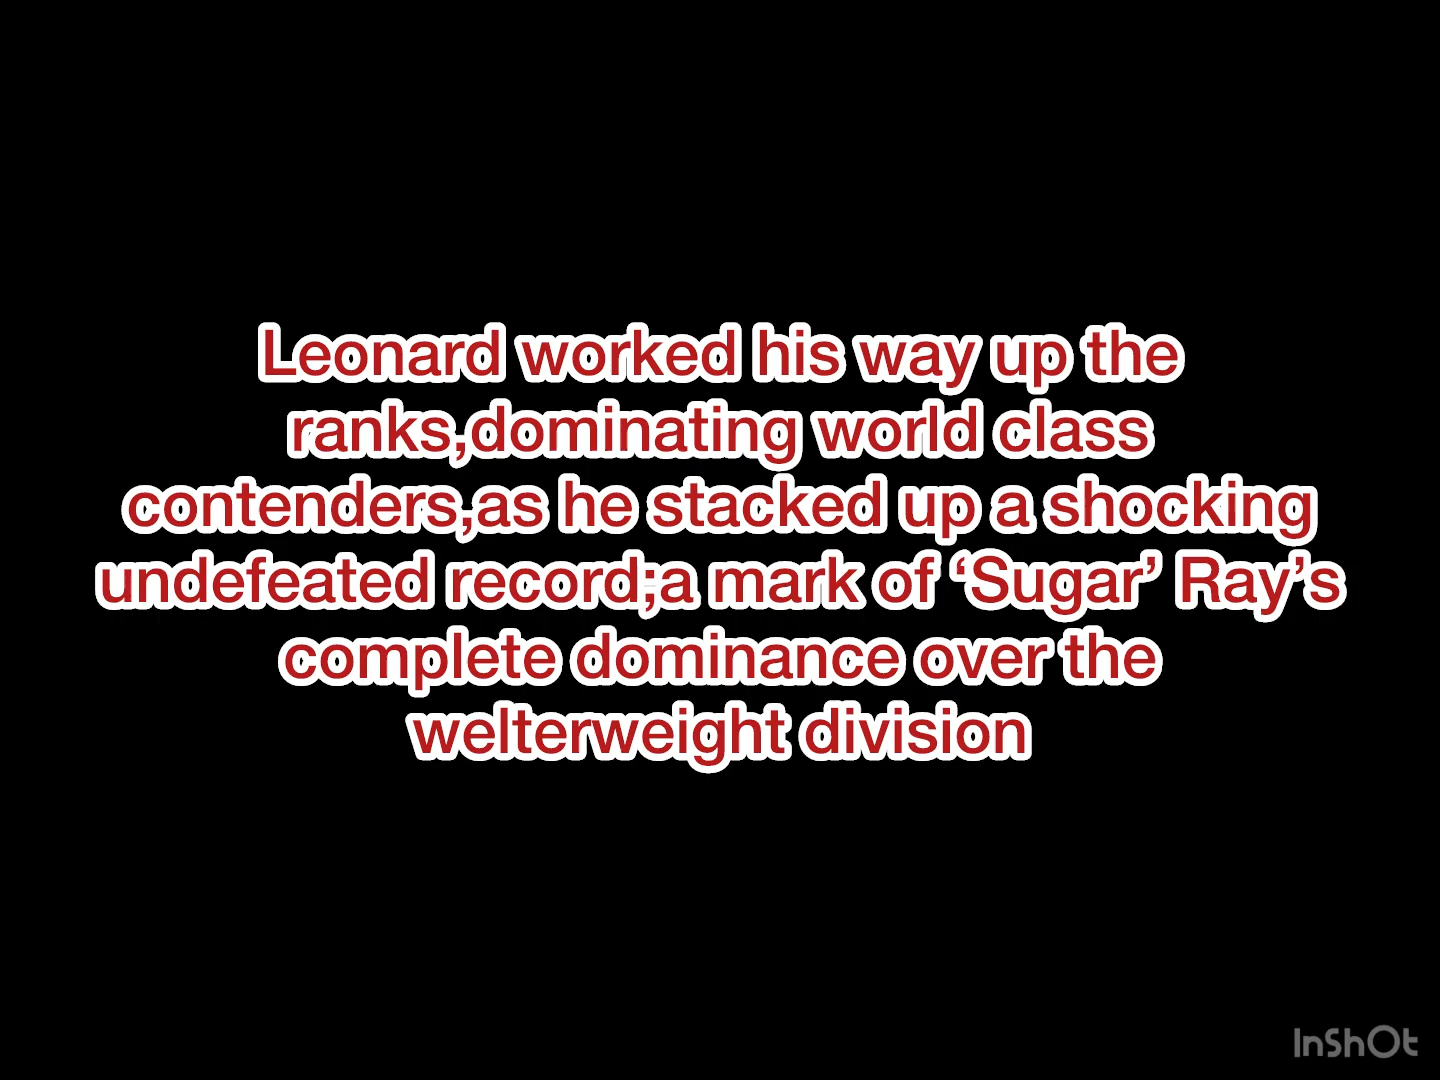 Leonard worked his way up the
ranks,dominating world class
contenders,as he stacked up a shocking
undefeated record;a mark of ‘Sugar’ Ray’s
complete dominance over the
welterweight division
InShOt